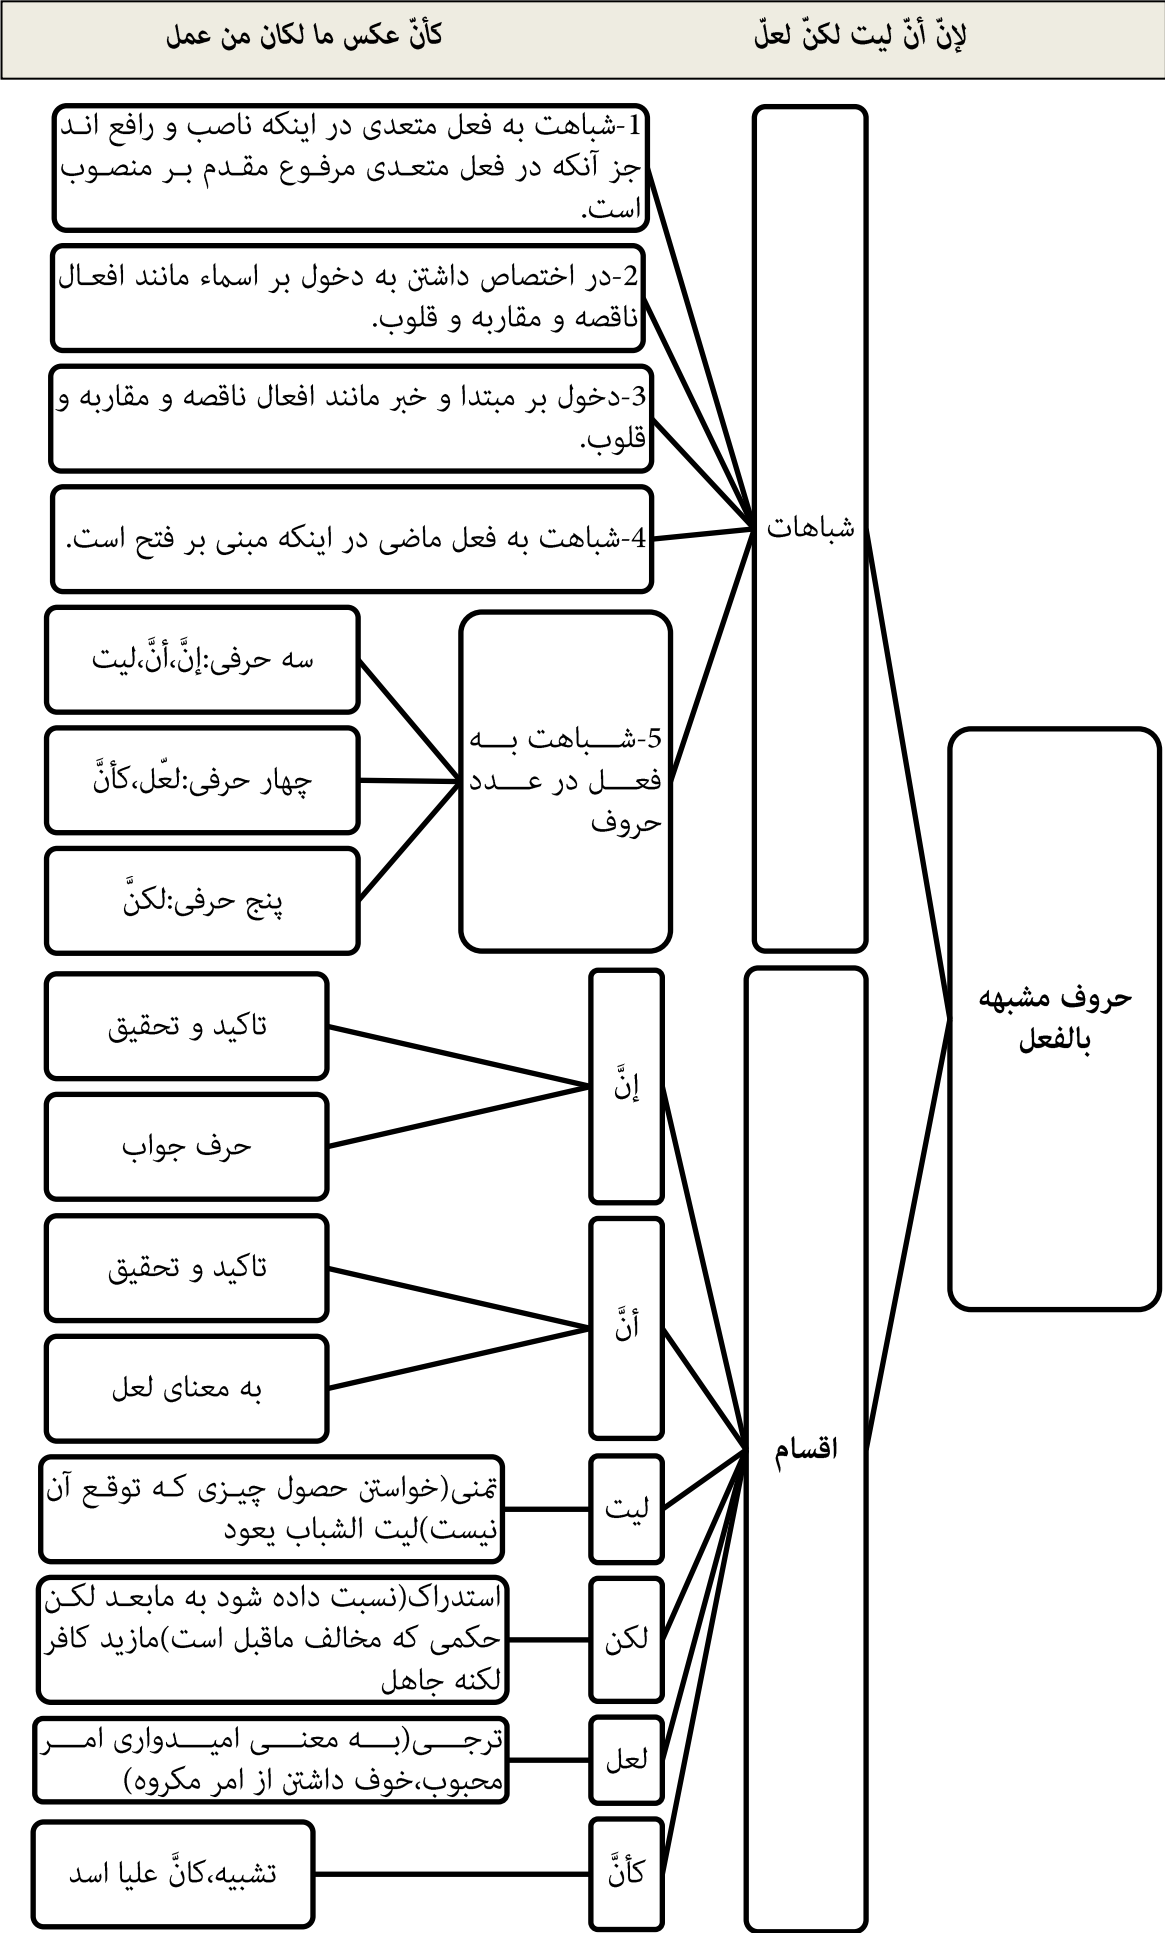 لإنّ أنّ ليت لكنّ لعلّ
كأنّ عكس ما لكان من عمل
حروف مشبهه
بالفعل
شباهات
1-شباهت به فعل متعدی در اینکه ناصب و رافع اند
جز آنکه در فعل متعدی مرفوع مقدم بر منصوب
است.
2-در اختصاص داشتن به دخول بر اسماء مانند افعال
ناقصه و مقاربه و قلوب.
3-دخول بر مبتدا و خبر مانند افعال ناقصه و مقاربه و
قلوب.
4-شباهت به فعل ماضی در اینکه مبنی بر فتح است.
5-شباهت به
فعل در عدد
حروف
سه حرفی:إنَّ،أنَّ،لیت
چهار حرفی:لعّل،کأنَّ
پنج حرفی:لکنَّ
اقسام
إنَّ
تاکید و تحقیق
حرف جواب
أنَّ
تاکید و تحقیق
به معنای لعل
لیت
تمنی(خواستن حصول چیزی که توقع آن
نیست)لیت الشباب یعود
لکن
استدراک(نسبت داده شود به مابعد لکن
حکمی که مخالف ماقبل است)مازید کافر
لکنه جاهل
لعل
ترجی(به معنی امیدواری امر
محبوب،خوف داشتن از امر مکروه)
کأنَّ
تشبیه،کانَّ علیا اسد